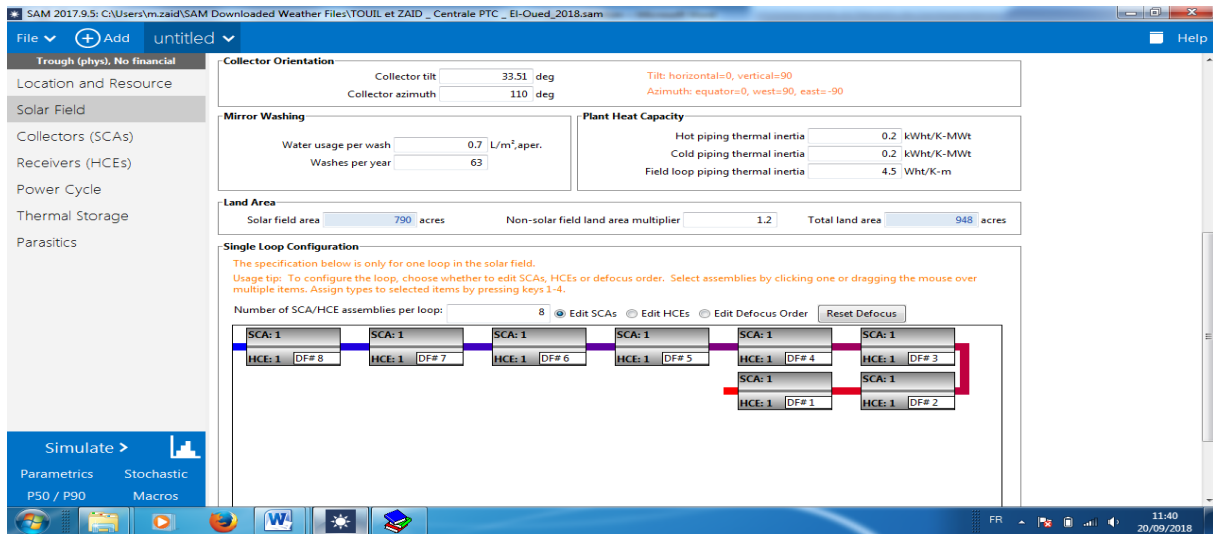 SAM 2017.9.5: C:\Users\m.zaid\SAM Downloaded Weather Files\TOUIL et ZAID _ Centrale PTC _ El-Oued_2018.sam
File Add untitled Help
Trough (phys), No financial
Location and Resource
Solar Field
Collectors (SCAs)
Receivers (HCEs)
Power Cycle
Thermal Storage
Parasitics
Simulate >
Parametrics Stochastic
P50 / P90 Macros
Collector Orientation
Collector tilt 33.51 deg Tilt: horizontal=0, vertical=90
Collector azimuth 110 deg Azimuth: equator=0, west=90, east=-90
Mirror Washing
Water usage per wash 0.7 L/m²,aper.
Washes per year 63
Plant Heat Capacity
Hot piping thermal inertia 0.2 kWht/K-MWt
Cold piping thermal inertia 0.2 kWht/K-MWt
Field loop piping thermal inertia 4.5 Wht/K-m
Land Area
Solar field area 790 acres Non-solar field land area multiplier 1.2 Total land area 948 acres
Single Loop Configuration
The specification below is only for one loop in the solar field.
Usage tip: To configure the loop, choose whether to edit SCAs, HCEs or defocus order. Select assemblies by clicking one or dragging the mouse over
multiple items. Assign types to selected items by pressing keys 1-4.
Number of SCA/HCE assemblies per loop: 8 Edit SCAs Edit HCEs Edit Defocus Order Reset Defocus
SCA: 1 SCA: 1 SCA: 1 SCA: 1 SCA: 1 SCA: 1
HCE: 1 DF# 8 HCE: 1 DF# 7 HCE: 1 DF# 6 HCE: 1 DF# 5 HCE: 1 DF# 4 HCE: 1 DF# 3
SCA: 1 SCA: 1
HCE: 1 DF# 1 HCE: 1 DF# 2
FR 11:40
20/09/2018